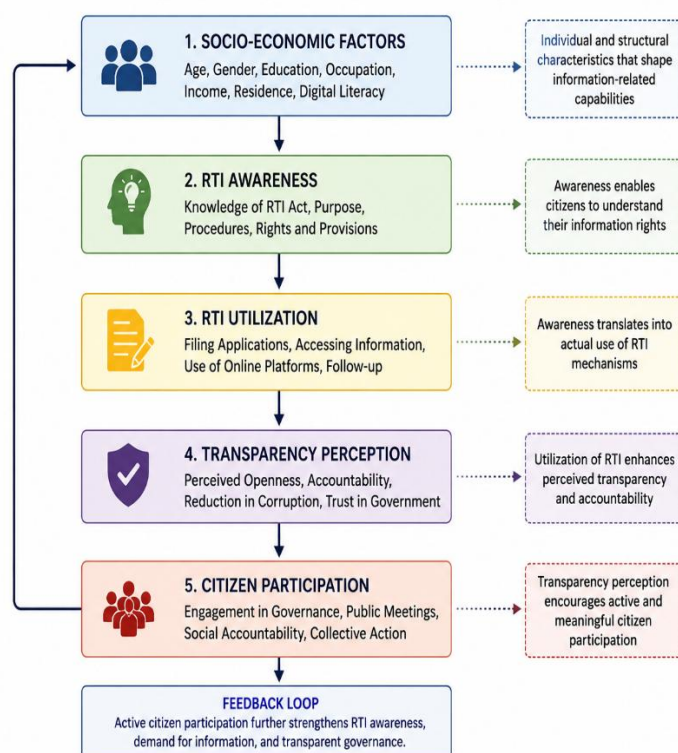 1. SOCIO-ECONOMIC FACTORS
Age, Gender, Education, Occupation,
Income, Residence, Digital Literacy
Individual and structural
characteristics that shape
information-related
capabilities
2. RTI AWARENESS
Knowledge of RTI Act, Purpose,
Procedures, Rights and Provisions
Awareness enables
citizens to understand
their information rights
3. RTI UTILIZATION
Filing Applications, Accessing Information,
Use of Online Platforms, Follow-up
Awareness translates into
actual use of RTI
mechanisms
4. TRANSPARENCY PERCEPTION
Perceived Openness, Accountability,
Reduction in Corruption, Trust in Government
Utilization of RTI enhances
perceived transparency
and accountability
5. CITIZEN PARTICIPATION
Engagement in Governance, Public Meetings,
Social Accountability, Collective Action
Transparency perception
encourages active and
meaningful citizen
participation
FEEDBACK LOOP
Active citizen participation further strengthens RTI awareness,
demand for information, and transparent governance.